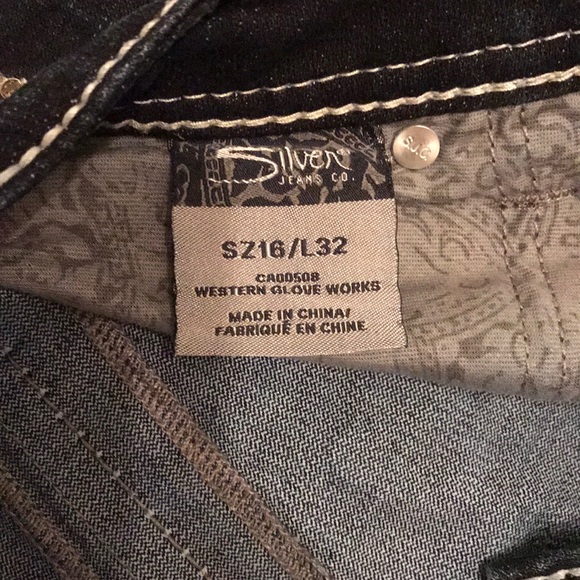 Silver
JEANS CO.
S.J.C.
SZ16/L32
CA00508
WESTERN GLOVE WORKS
MADE IN CHINA/
FABRIQUÉ EN CHINE